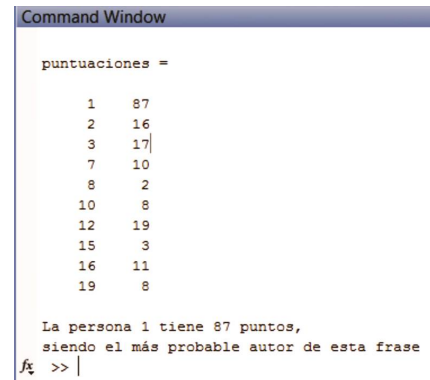 Command Window
puntuaciones =
1 87
2 16
3 17
7 10
8 2
10 8
12 19
15 3
16 11
19 8
La persona 1 tiene 87 puntos,
siendo el más probable autor de esta frase
fx >>